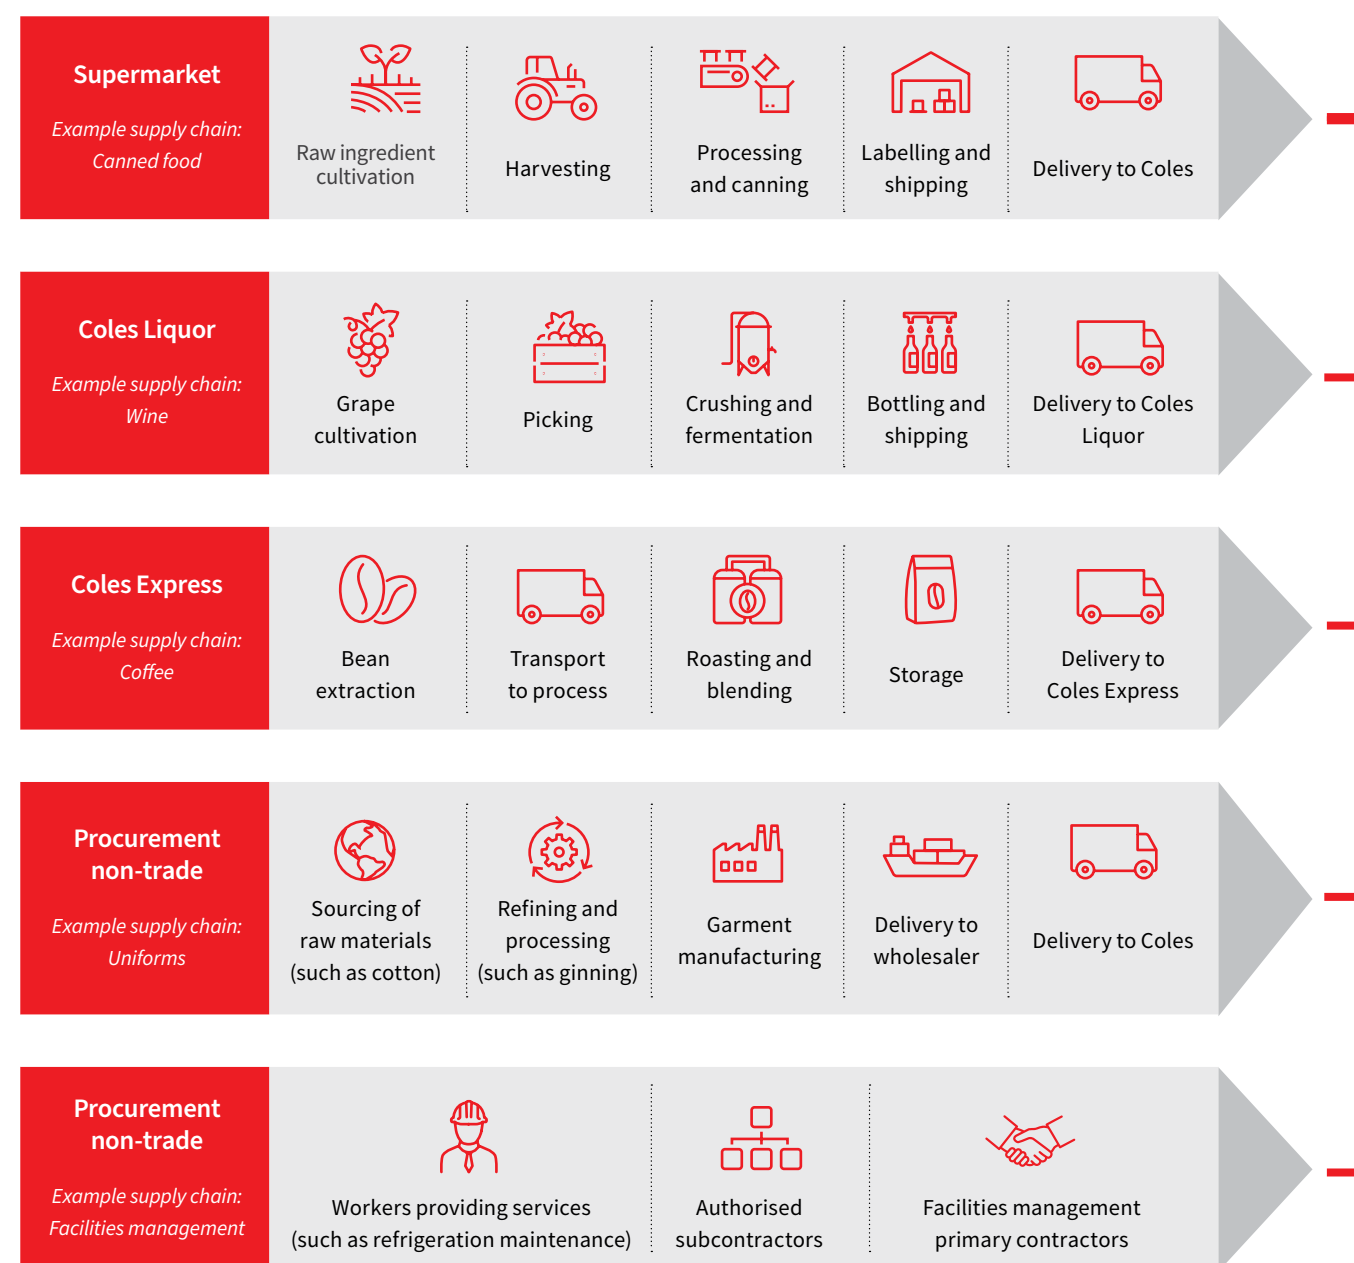 Supermarket
Example supply chain:
Canned food
Raw ingredient
cultivation
Harvesting
Processing
and canning
Labelling and
shipping
Delivery to Coles
Coles Liquor
Example supply chain:
Wine
Grape
cultivation
Picking
Crushing and
fermentation
Bottling and
shipping
Delivery to Coles
Liquor
Coles Express
Example supply chain:
Coffee
Bean
extraction
Transport
to process
Roasting and
blending
Storage
Delivery to
Coles Express
Procurement
non-trade
Example supply chain:
Uniforms
Sourcing of
raw materials
(such as cotton)
Refining and
processing
(such as ginning)
Garment
manufacturing
Delivery to
wholesaler
Delivery to Coles
Procurement
non-trade
Example supply chain:
Facilities management
Workers providing services
(such as refrigeration maintenance)
Authorised
subcontractors
Facilities management
primary contractors